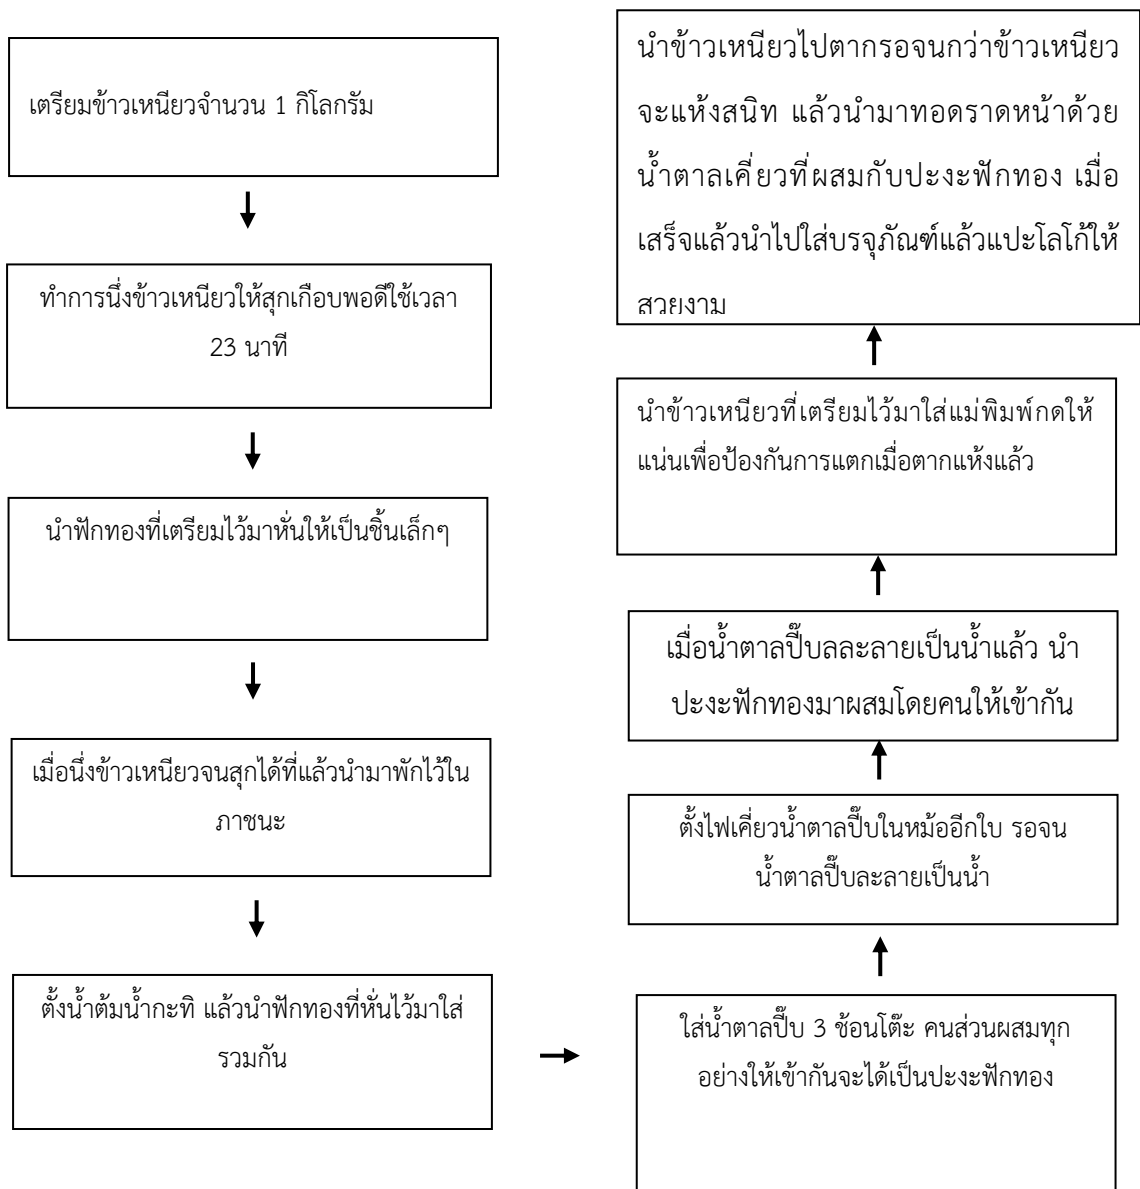 เตรียมข้าวเหนียวจำนวน 1 กิโลกรัม
ทำการนึ่งข้าวเหนียวให้สุกเกือบพอดีใช้เวลา
23 นาที
นำฟักทองที่เตรียมไว้มาหั่นให้เป็นชิ้นเล็กๆ
เมื่อนึ่งข้าวเหนียวจนสุกได้ที่แล้วนำมาพักไว้ใน
ภาชนะ
ตั้งน้ำต้มน้ำกะทิ แล้วนำฟักทองที่หั่นไว้มาใส่
รวมกัน
ใส่น้ำตาลปี๊บ 3 ช้อนโต๊ะ คนส่วนผสมทุก
อย่างให้เข้ากันจะได้เป็นปะงะฟักทอง
ตั้งไฟเคี่ยวน้ำตาลปี๊บในหม้ออีกใบ รอจน
น้ำตาลปี๊บละลายเป็นน้ำ
เมื่อน้ำตาลปี๊บลละลายเป็นน้ำแล้ว นำ
ปะงะฟักทองมาผสมโดยคนให้เข้ากัน
นำข้าวเหนียวที่เตรียมไว้มาใส่แม่พิมพ์กดให้
แน่นเพื่อป้องกันการแตกเมื่อตากแห้งแล้ว
นำข้าวเหนียวไปตากรอจนกว่าข้าวเหนียว
จะแห้งสนิท แล้วนำมาทอดราดหน้าด้วย
น้ำตาลเคี่ยวที่ผสมกับปะงะฟักทอง เมื่อ
เสร็จแล้วนำไปใส่บรจุภัณฑ์แล้วแปะโลโก้ให้
สวยงาม